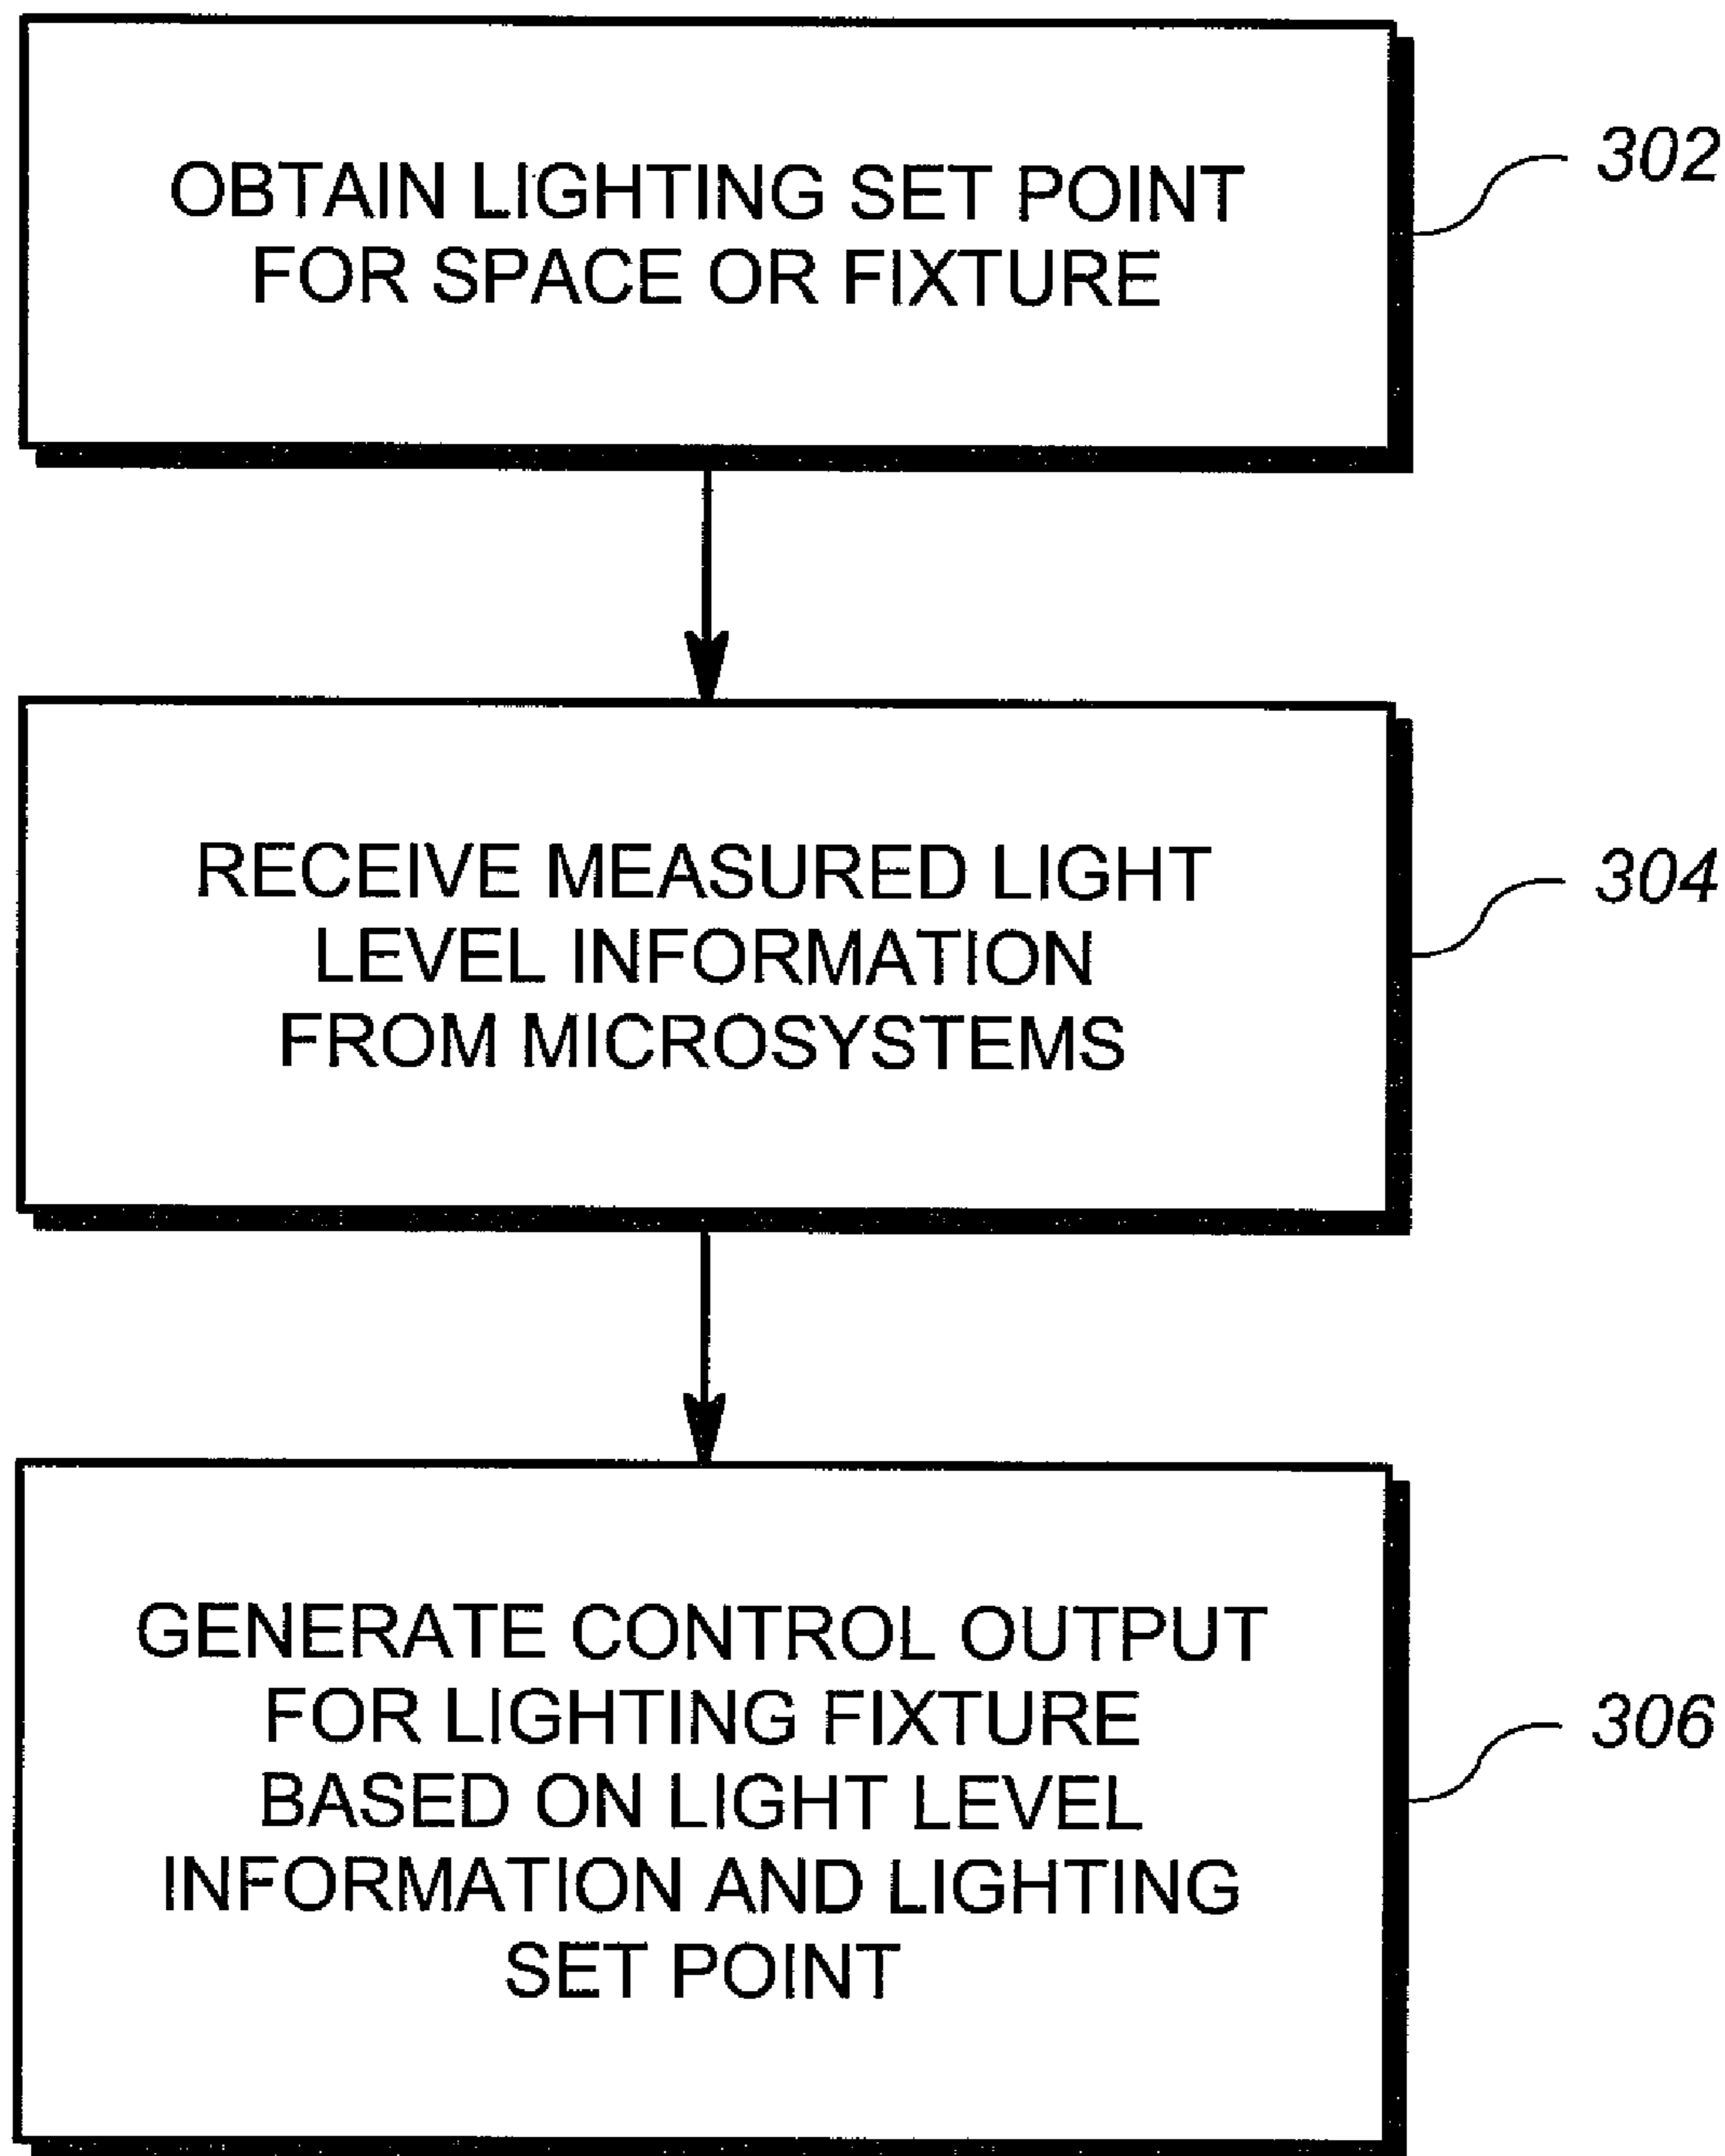 OBTAIN LIGHTING SET POINT
FOR SPACE OR FIXTURE
302
RECEIVE MEASURED LIGHT
LEVEL INFORMATION
FROM MICROSYSTEMS
304
GENERATE CONTROL OUTPUT
FOR LIGHTING FIXTURE
BASED ON LIGHT LEVEL
INFORMATION AND LIGHTING
SET POINT
306